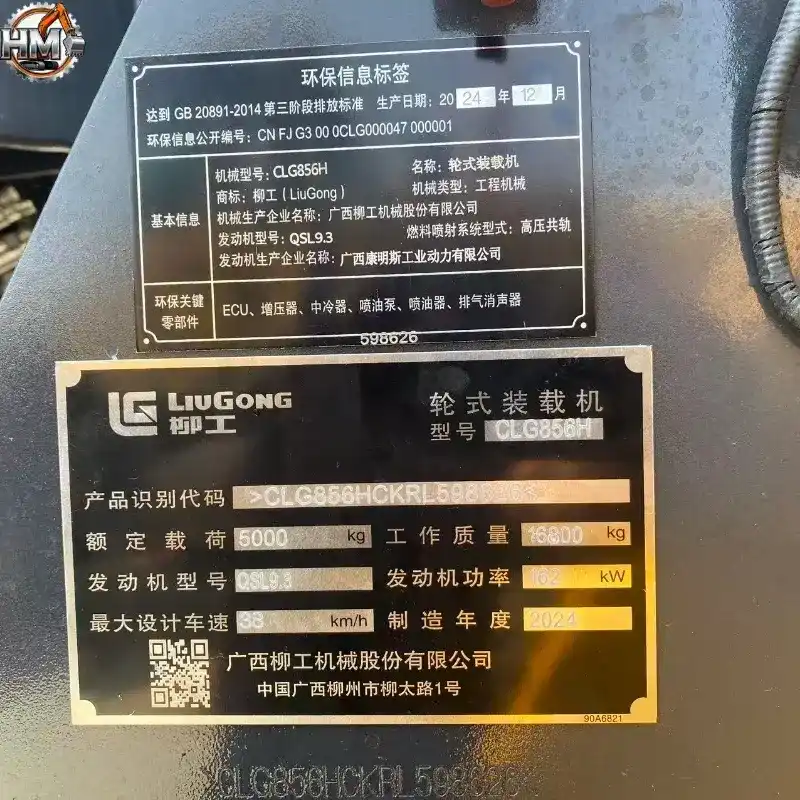 HM
环保信息标签
达到 GB 20891-2014 第三阶段排放标准 生产日期：2024年12月
环保信息公开编号：CN FJ G3 00 0CLG000047 000001
基本信息
机械型号：CLG856H 名称：轮式装载机
商标：柳工（LiuGong） 机械类型：工程机械
机械生产企业名称：广西柳工机械股份有限公司
发动机型号：QSL9.3 燃料喷射系统型式：高压共轨
发动机生产企业名称：广西康明斯工业动力有限公司
环保关键零部件
ECU、增压器、中冷器、喷油泵、喷油器、排气消声器
598626
LIUGONG 轮式装载机
柳工 型号 CLG856H
产品识别代码 >CLG856HCKRL598626<
额定载荷 5000 kg 工作质量 16800 kg
发动机型号 QSL9.3 发动机功率 162 kW
最大设计车速 38 km/h 制造年度 2024
广西柳工机械股份有限公司
中国广西柳州市柳太路1号
90A6821
CLG856HCKRL598626